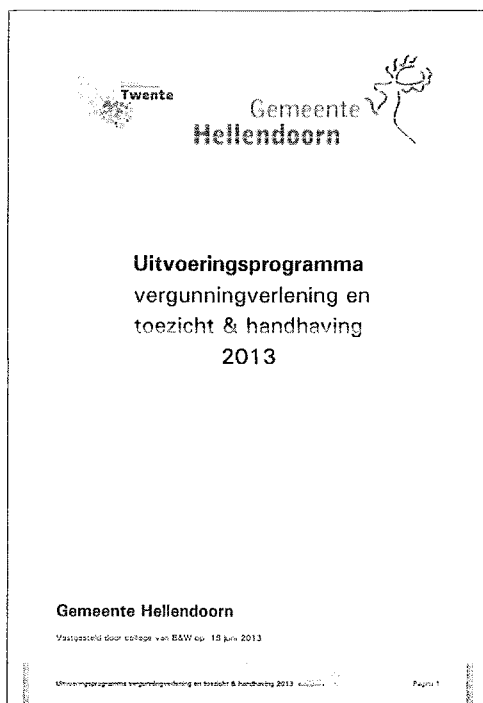 Twente
Gemeente
Hellendoorn
Uitvoeringsprogramma
vergunningverlening en
toezicht & handhaving
2013
Gemeente Hellendoorn
Vastgesteld door college van B&W op 18 juni 2013
Uitvoeringsprogramma vergunningverlening en toezicht & handhaving 2013
Pagina 1